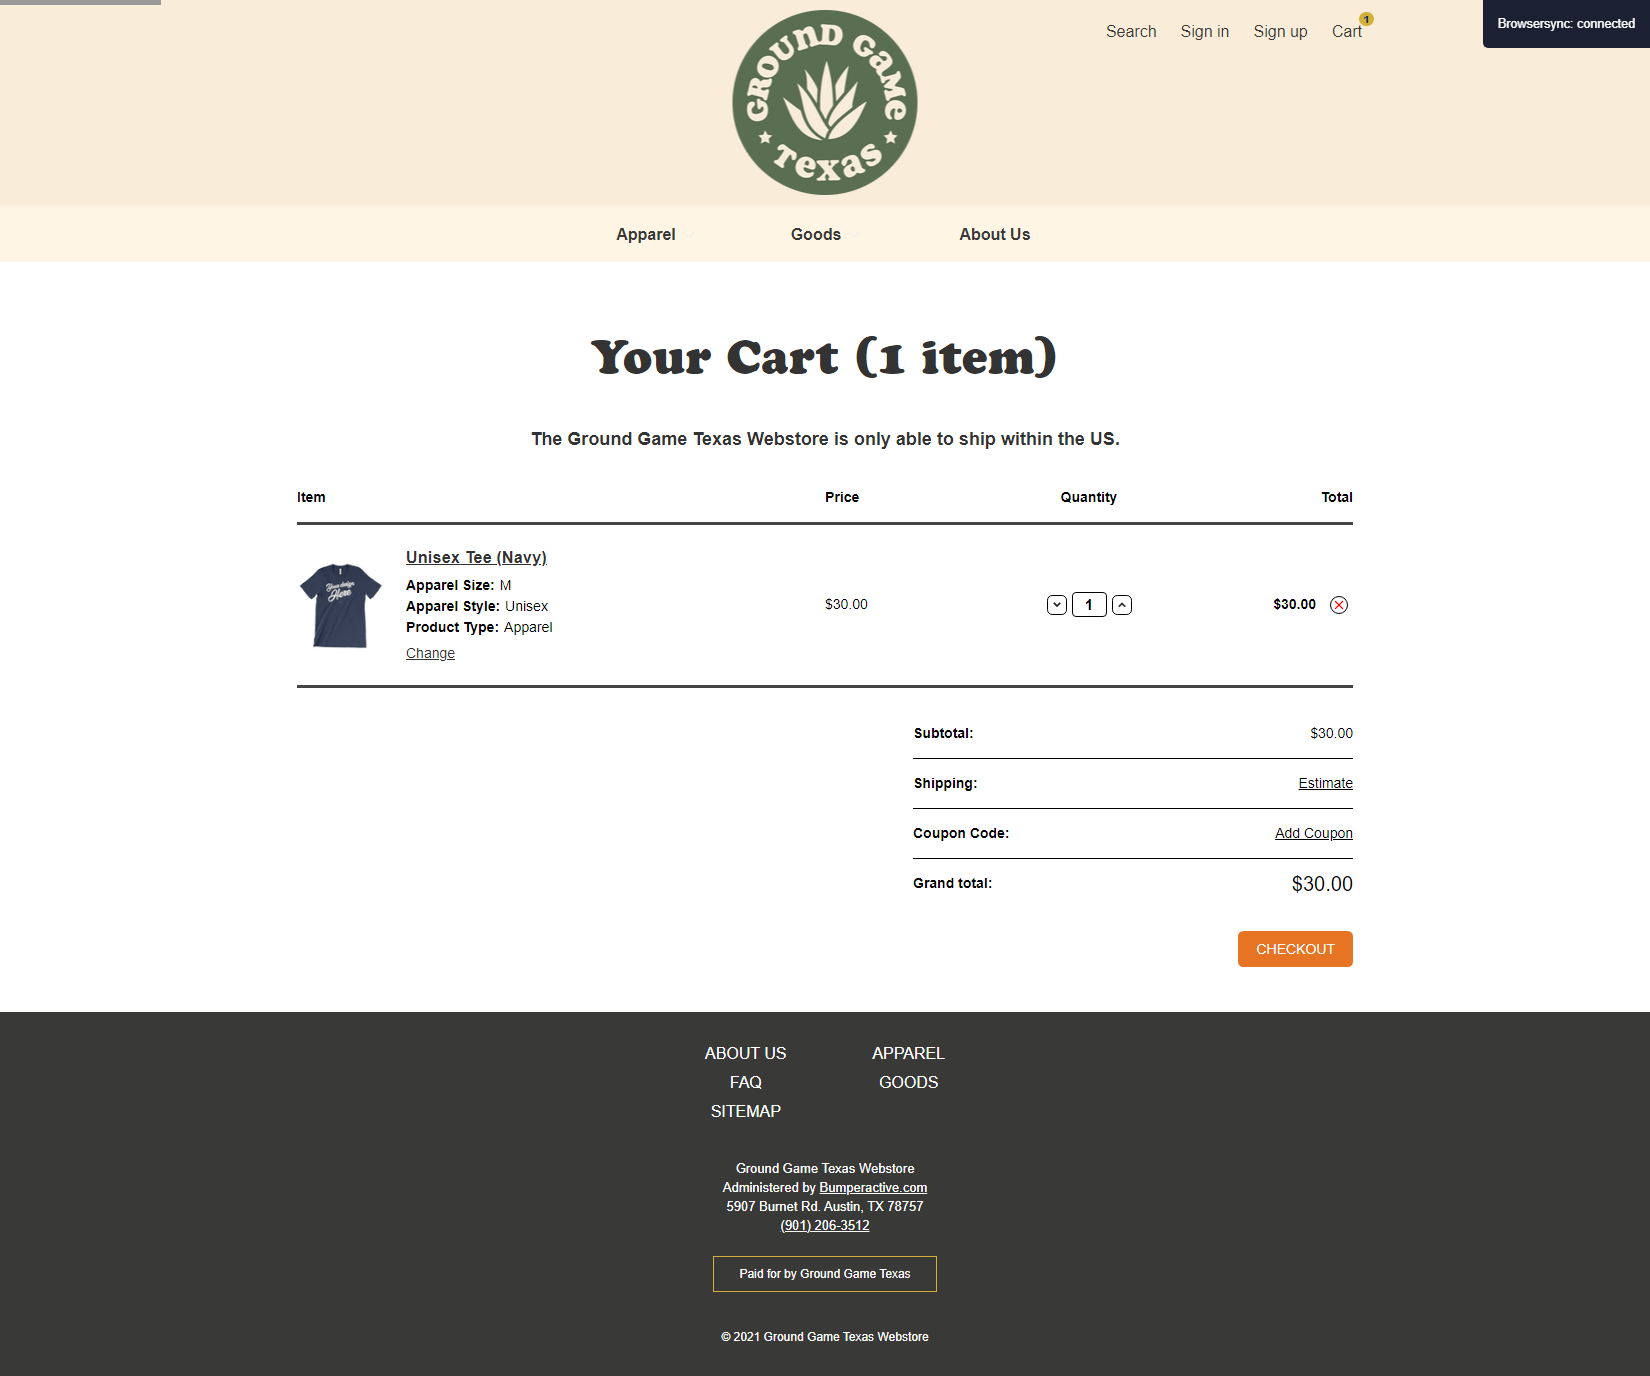 Search Sign in Sign up Cart 1
Browsersync: connected
GROUND GAME
TEXAS
Apparel Goods About Us
Your Cart (1 item)
The Ground Game Texas Webstore is only able to ship within the US.
Item Price Quantity Total
Unisex Tee (Navy)
Apparel Size: M
Apparel Style: Unisex
Product Type: Apparel
Change
Your design
Here
$30.00 1 $30.00
Subtotal: $30.00
Shipping: Estimate
Coupon Code: Add Coupon
Grand total: $30.00
CHECKOUT
ABOUT US APPAREL
FAQ GOODS
SITEMAP
Ground Game Texas Webstore
Administered by Bumperactive.com
5907 Burnet Rd. Austin, TX 78757
(901) 206-3512
Paid for by Ground Game Texas
© 2021 Ground Game Texas Webstore